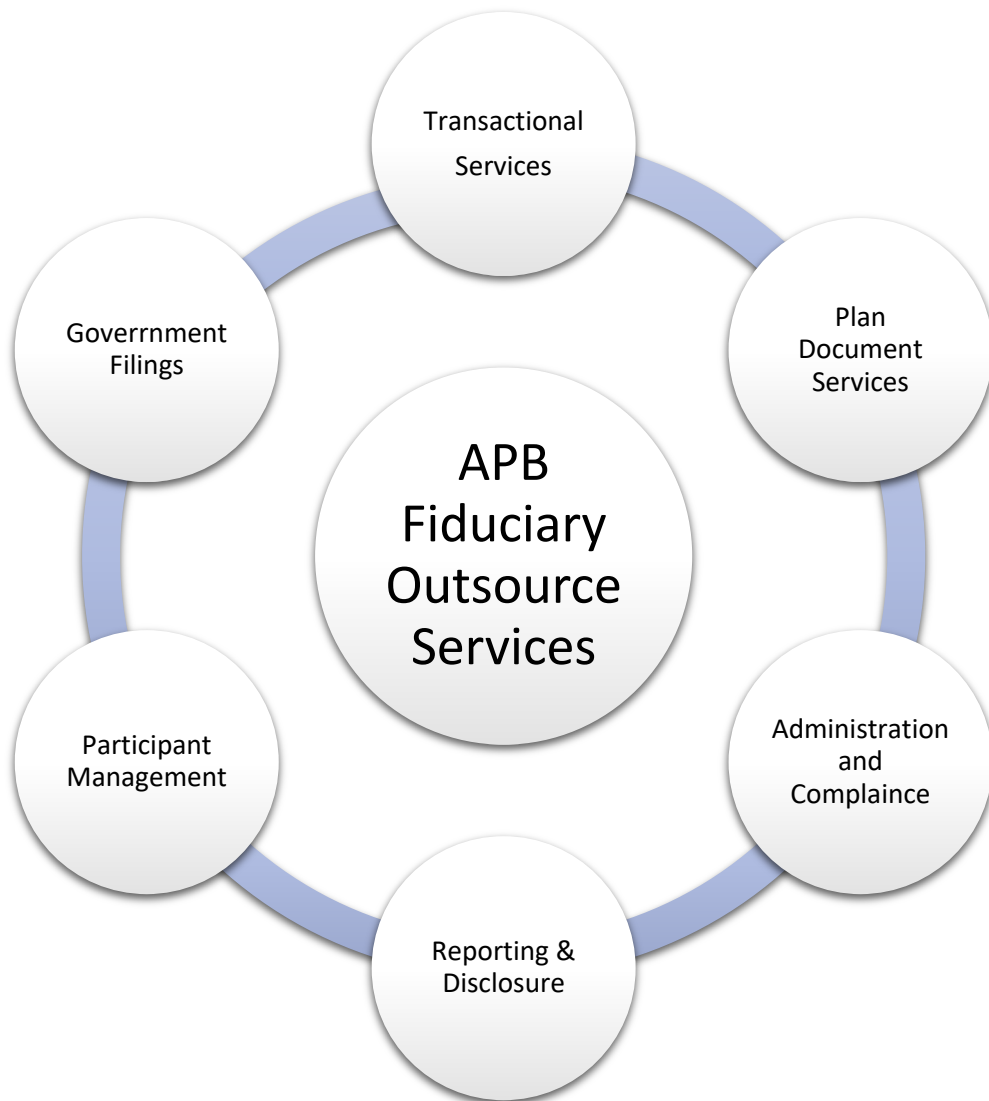 Transactional
Services
Goverrnment
Filings
Plan
Document
Services
APB
Fiduciary
Outsource
Services
Participant
Management
Administration
and
Complaince
Reporting &
Disclosure